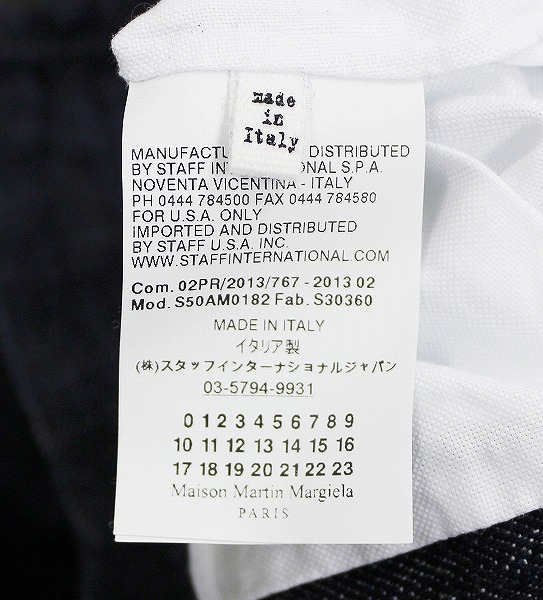 made
in
Italy
MANUFACTU DISTRIBUTED
BY STAFF IN ONAL S.P.A.
NOVENTA VICENTINA - ITALY
PH 0444 784500 FAX 0444 784580
FOR U.S.A. ONLY
IMPORTED AND DISTRIBUTED
BY STAFF U.S.A. INC.
WWW.STAFFINTERNATIONAL.COM
Com. 02PR/2013/767 - 2013 02
Mod. S50AM0182 Fab. S30360
MADE IN ITALY
イタリア製
(株)スタッフインターナショナルジャパン
03-5794-9931
0 1 2 3 4 5 6 7 8 9
10 11 12 13 14 15 16
17 18 19 20 21 22 23
Maison Martin Margiela
PARIS